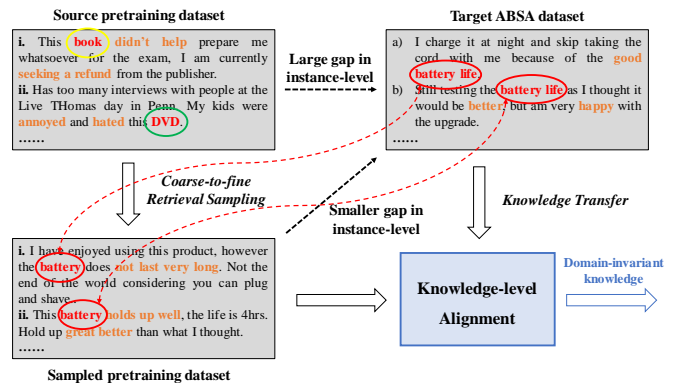 Source pretraining dataset
i. This book didn't help prepare me
whatsoever for the exam, I am currently
seeking a refund from the publisher.
ii. Has too many interviews with people at the
Live THomas day in Penn. My kids were
annoyed and hated this DVD.
......
Large gap in
instance-level
Target ABSA dataset
a) I charge it at night and skip taking the
cord with me because of the good
battery life.
b) Still testing the battery life as I thought it
would be better, but am very happy with
the upgrade.
......
Coarse-to-fine
Retrieval Sampling
Smaller gap in
instance-level
Knowledge Transfer
i. I have enjoyed using this product, however
the battery does not last very long. Not the
end of the world considering you can plug
and shave.
ii. This battery holds up well, the life is 4hrs.
Hold up great better than what I thought.
......
Sampled pretraining dataset
Knowledge-level
Alignment
Domain-invariant
knowledge